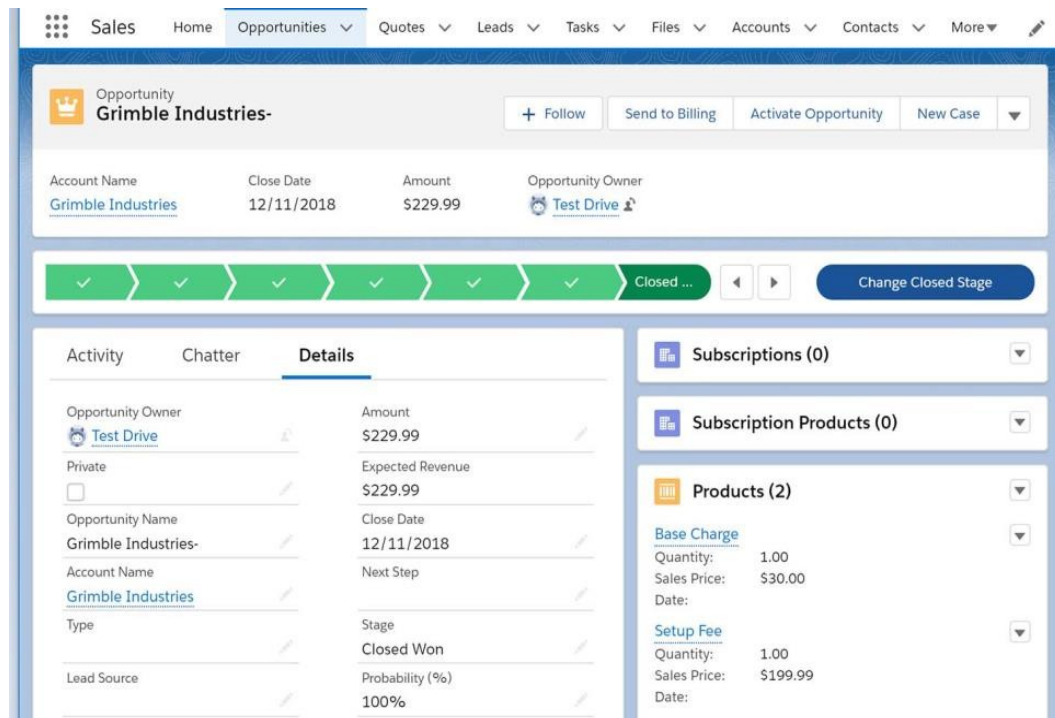 Sales Home Opportunities Quotes Leads Tasks Files Accounts Contacts More
Opportunity
Grimble Industries-
+ Follow Send to Billing Activate Opportunity New Case
Account Name Close Date Amount Opportunity Owner
Grimble Industries 12/11/2018 $229.99 Test Drive
Closed ... Change Closed Stage
Activity Chatter Details
Opportunity Owner Amount
Test Drive $229.99
Private Expected Revenue
$229.99
Opportunity Name Close Date
Grimble Industries- 12/11/2018
Account Name Next Step
Grimble Industries
Type Stage
Closed Won
Lead Source Probability (%)
100%
Subscriptions (0)
Subscription Products (0)
Products (2)
Base Charge
Quantity: 1.00
Sales Price: $30.00
Date:
Setup Fee
Quantity: 1.00
Sales Price: $199.99
Date: